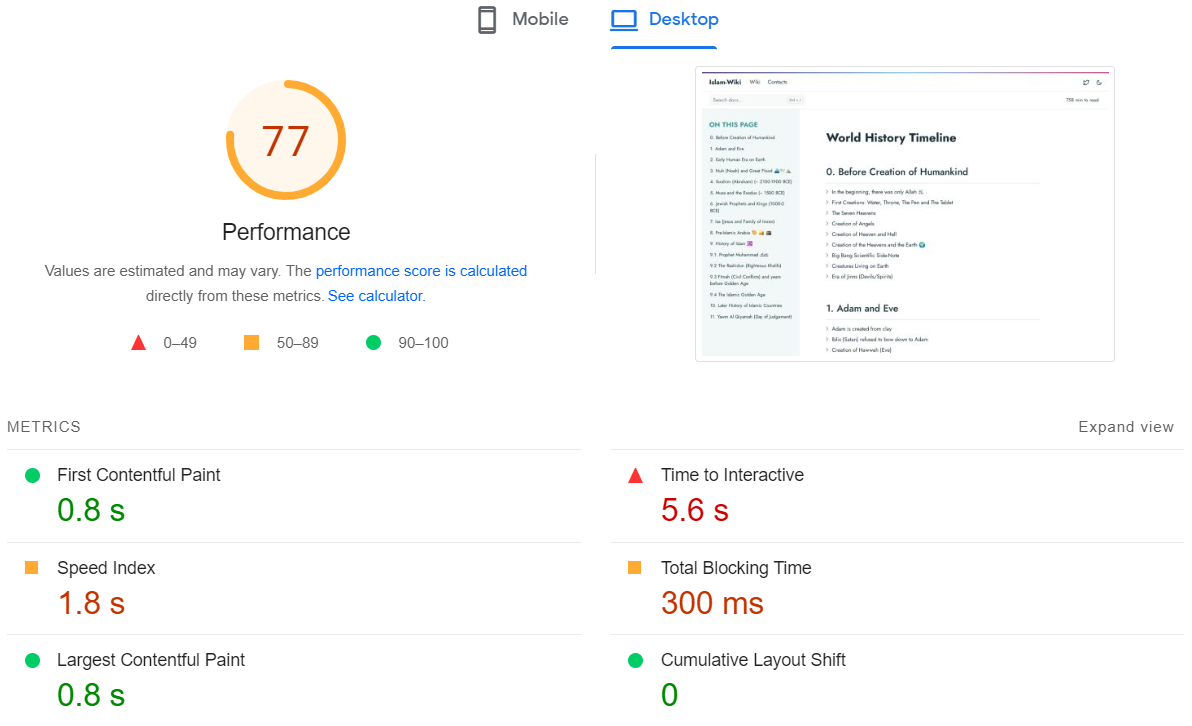 Mobile
Desktop
77
Performance
Values are estimated and may vary. The performance score is calculated
directly from these metrics. See calculator.
0–49
50–89
90–100
Islam-Wiki Wiki Contacts
Search docs...
758 min to read
ON THIS PAGE
0. Before Creation of Humankind
1. Adam and Eve
2. Early Human Era on Earth
3. Nuh (Noah) and Great Flood
4. Ibrahim (Abraham) (~ 2150-1900 BCE)
5. Musa and the Exodus (~ 1500 BCE)
6. Jewish Prophets and Kings (1000-0
BCE)
7. Isa (Jesus and Family of Imran)
8. Pre-Islamic Arabia
9. History of Islam
9.1. Prophet Muhammad
9.2 The Rashidun (Righteous Khalifs)
9.3 Fitnah (Civil Conflicts) and years
before Golden Age
9.4 The Islamic Golden Age
10. Later History of Islamic Countries
11. Yawm Al-Qiyamah (Day of Judgement)
World History Timeline
0. Before Creation of Humankind
In the beginning, there was only Allah
First Creations: Water, Throne, The Pen and The Tablet
The Seven Heavens
Creation of Angels
Creation of Heaven and Hell
Creation of the Heavens and the Earth
Big Bang Scientific Side-Note
Creatures Living on Earth
Era of Jinns (Devils/Spirits)
1. Adam and Eve
Adam is created from clay
Iblis (Satan) refused to bow down to Adam
Creation of Hawwah (Eve)
METRICS
Expand view
First Contentful Paint
0.8 s
Time to Interactive
5.6 s
Speed Index
1.8 s
Total Blocking Time
300 ms
Largest Contentful Paint
0.8 s
Cumulative Layout Shift
0